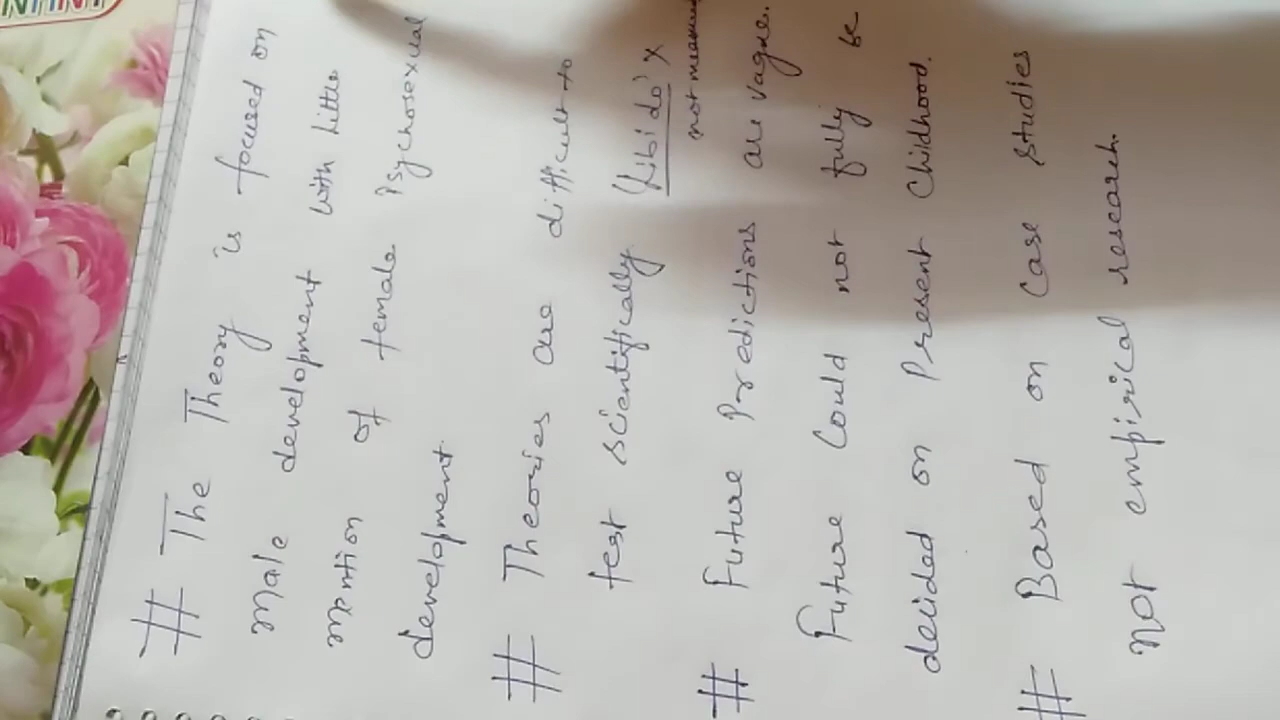 # The Theory is focused on
male development with little
mention of female Psychosexual
development.
# Theories are difficult to
test scientifically (Libido' x
not measur
# Future Predictions are vague.
Future Could not fully be
decided on Present Childhood.
# Based on Case studies
Not empirical research.